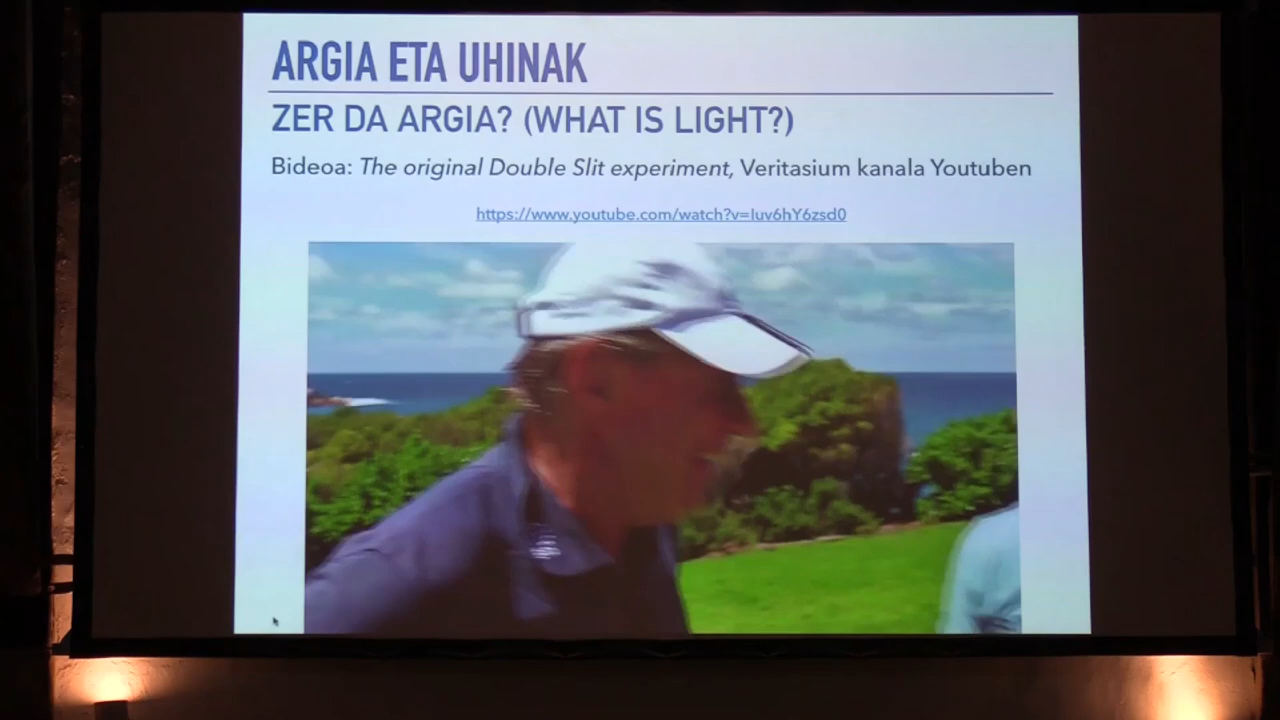 ARGIA ETA UHINAK
ZER DA ARGIA? (WHAT IS LIGHT?)
Bideoa: The original Double Slit experiment, Veritasium kanala Youtuben
https://www.youtube.com/watch?v=Iuv6hY6zsd0